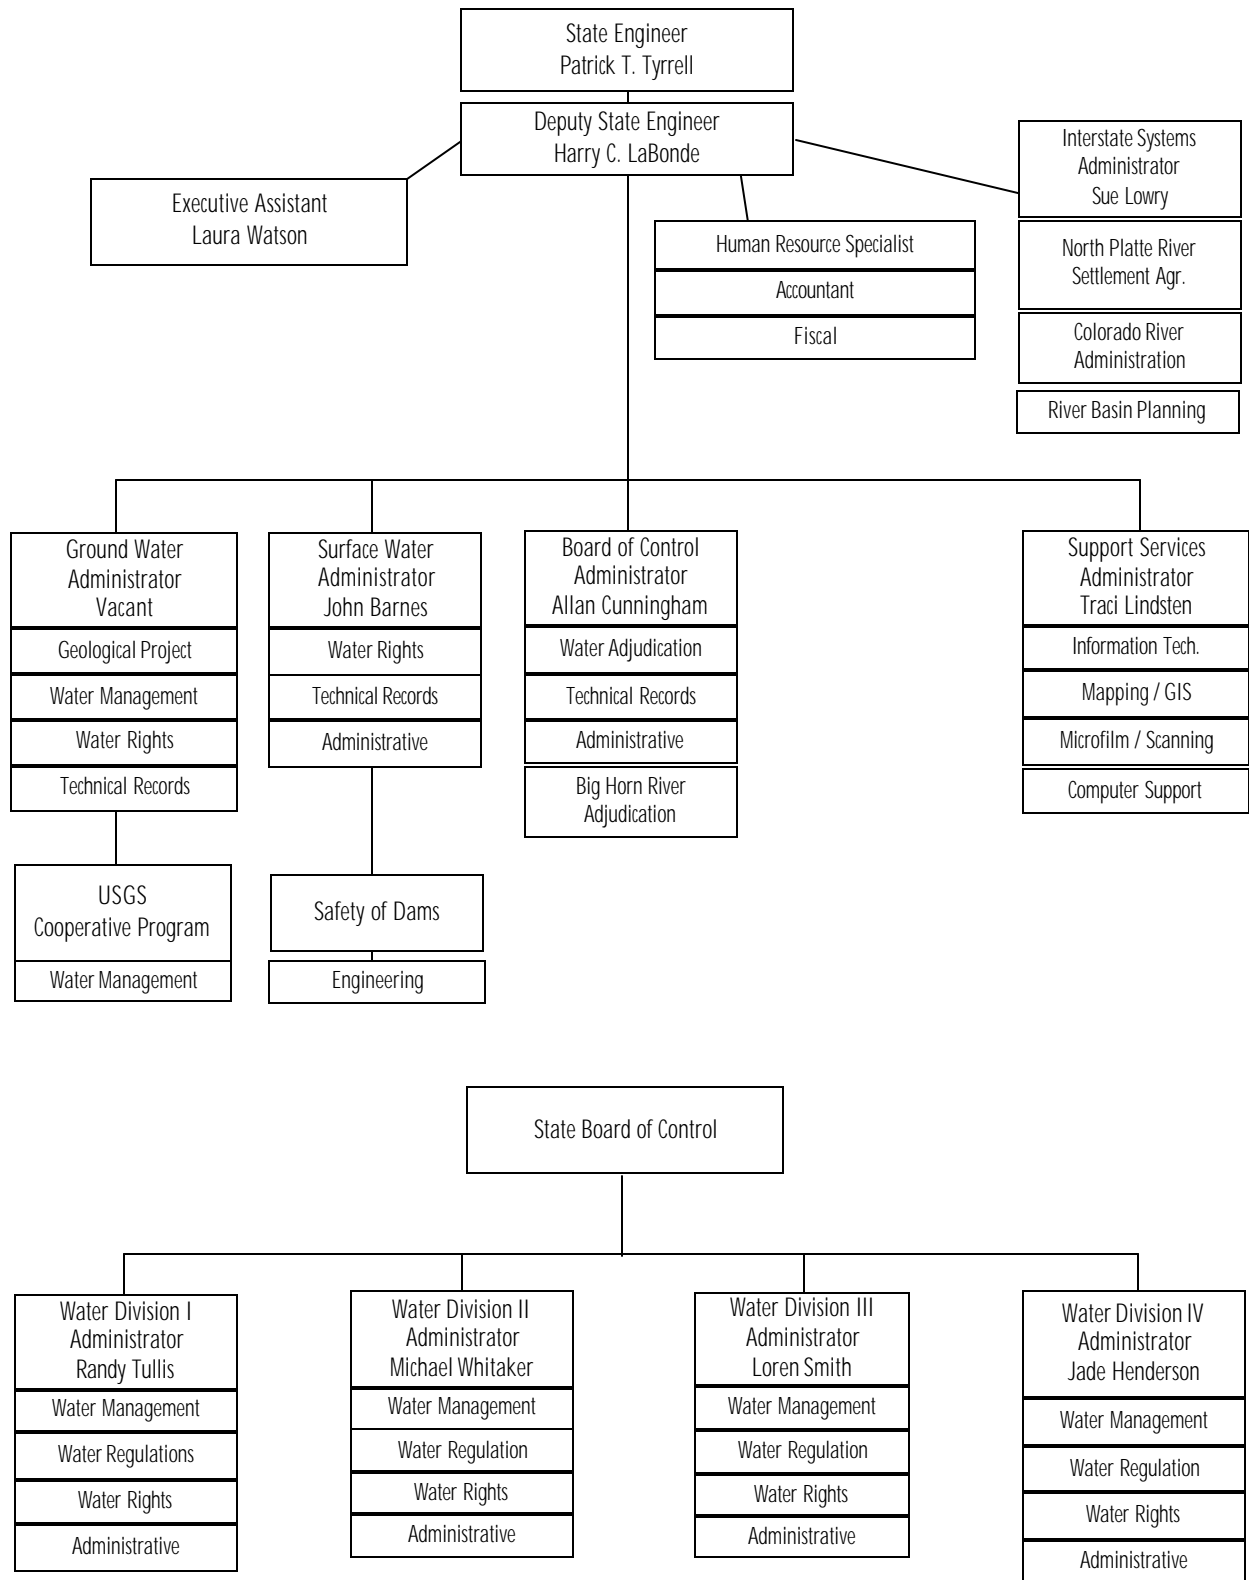 State Engineer
Patrick T. Tyrrell
Deputy State Engineer
Harry C. LaBonde
Executive Assistant
Laura Watson
Human Resource Specialist
Accountant
Fiscal
Interstate Systems
Administrator
Sue Lowry
North Platte River
Settlement Agr.
Colorado River
Administration
River Basin Planning
Ground Water
Administrator
Vacant
Geological Project
Water Management
Water Rights
Technical Records
USGS
Cooperative Program
Water Management
Surface Water
Administrator
John Barnes
Water Rights
Technical Records
Administrative
Safety of Dams
Engineering
Board of Control
Administrator
Allan Cunningham
Water Adjudication
Technical Records
Administrative
Big Horn River
Adjudication
Support Services
Administrator
Traci Lindsten
Information Tech.
Mapping / GIS
Microfilm / Scanning
Computer Support
State Board of Control
Water Division I
Administrator
Randy Tullis
Water Management
Water Regulations
Water Rights
Administrative
Water Division II
Administrator
Michael Whitaker
Water Management
Water Regulation
Water Rights
Administrative
Water Division III
Administrator
Loren Smith
Water Management
Water Regulation
Water Rights
Administrative
Water Division IV
Administrator
Jade Henderson
Water Management
Water Regulation
Water Rights
Administrative